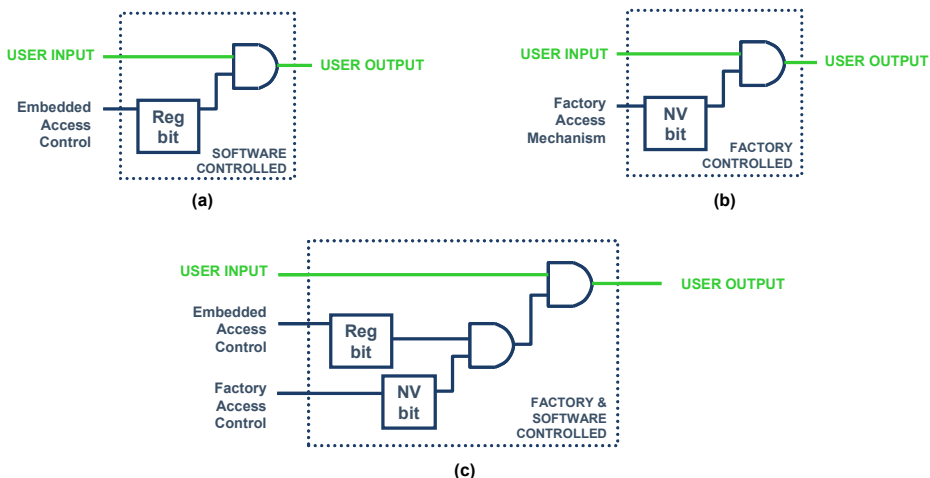 USER INPUT
USER OUTPUT
Embedded
Access
Control
Reg
bit
SOFTWARE
CONTROLLED
(a)
USER INPUT
USER OUTPUT
Factory
Access
Mechanism
NV
bit
FACTORY
CONTROLLED
(b)
USER INPUT
USER OUTPUT
Embedded
Access
Control
Reg
bit
Factory
Access
Control
NV
bit
FACTORY &
SOFTWARE
CONTROLLED
(c)